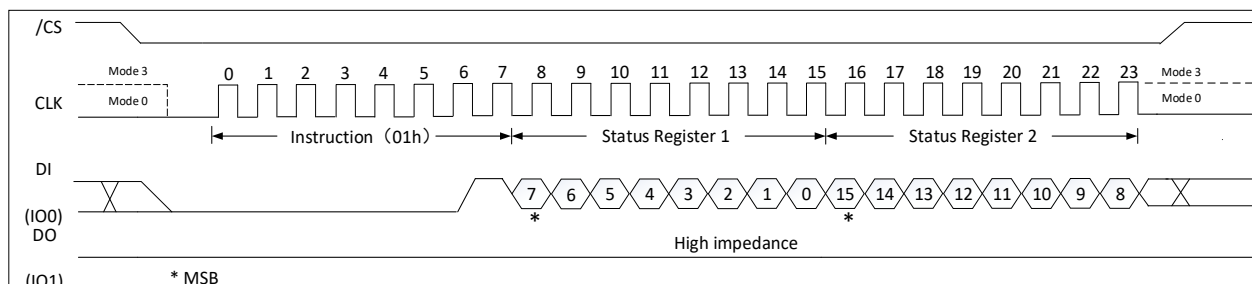 /CS
Mode 3 0 1 2 3 4 5 6 7 8 9 10 11 12 13 14 15 16 17 18 19 20 21 22 23 Mode 3
CLK Mode 0 Mode 0
Instruction（01h） Status Register 1 Status Register 2
DI
7 6 5 4 3 2 1 0 15 14 13 12 11 10 9 8
(IO0) * *
DO High impedance
(IO1) * MSB